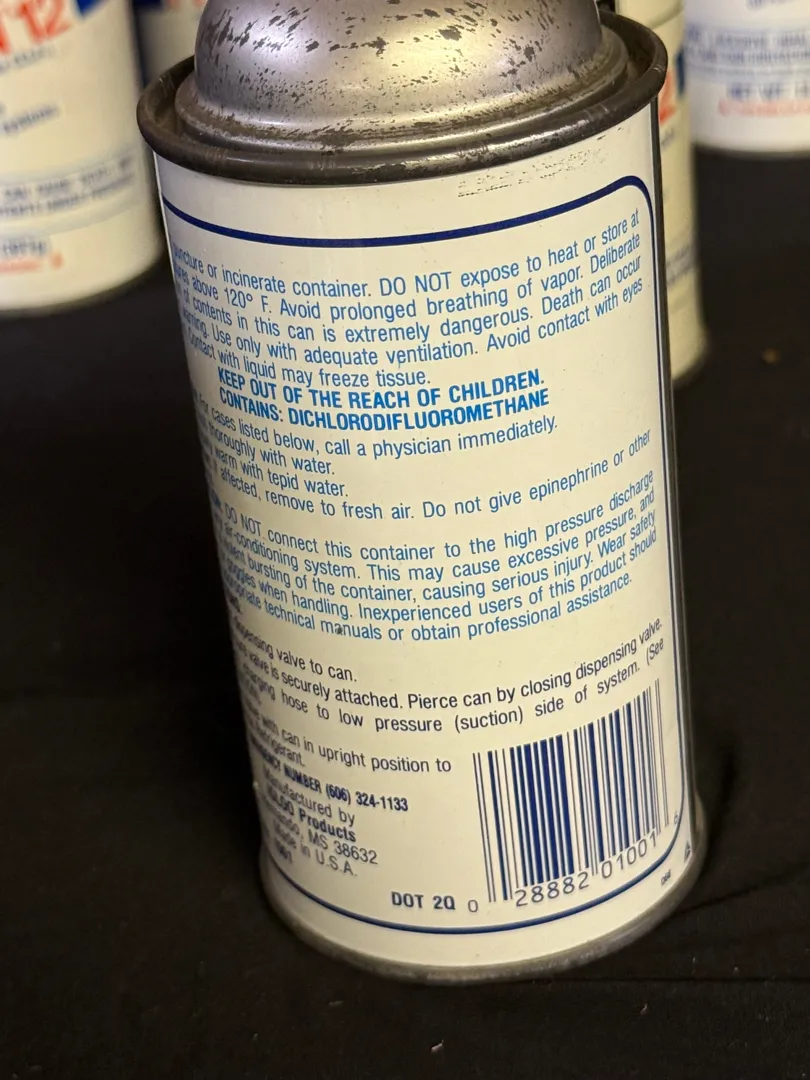 or incinerate container. DO NOT expose to heat or store at
above 120° F. Avoid prolonged breathing of vapor. Deliberate
of contents in this can is extremely dangerous. Death can occur
Use only with adequate ventilation. Avoid contact with eyes
Contact with liquid may freeze tissue.
KEEP OUT OF THE REACH OF CHILDREN.
CONTAINS: DICHLORODIFLUOROMETHANE
for cases listed below, call a physician immediately.
thoroughly with water.
warm with tepid water.
If affected, remove to fresh air. Do not give epinephrine or other
DO NOT connect this container to the high pressure discharge
air-conditioning system. This may cause excessive pressure, and
bursting of the container, causing serious injury. Wear safety
when handling. Inexperienced users of this product should
technical manuals or obtain professional assistance.
dispensing valve to can.
valve is securely attached. Pierce can by closing dispensing valve.
hose to low pressure (suction) side of system. (See
with can in upright position to
refrigerant.
NUMBER (606) 324-1133
Manufactured by
Products
MS 38632
Made in U.S.A.
DOT 2Q
0 28882 01001 6
12